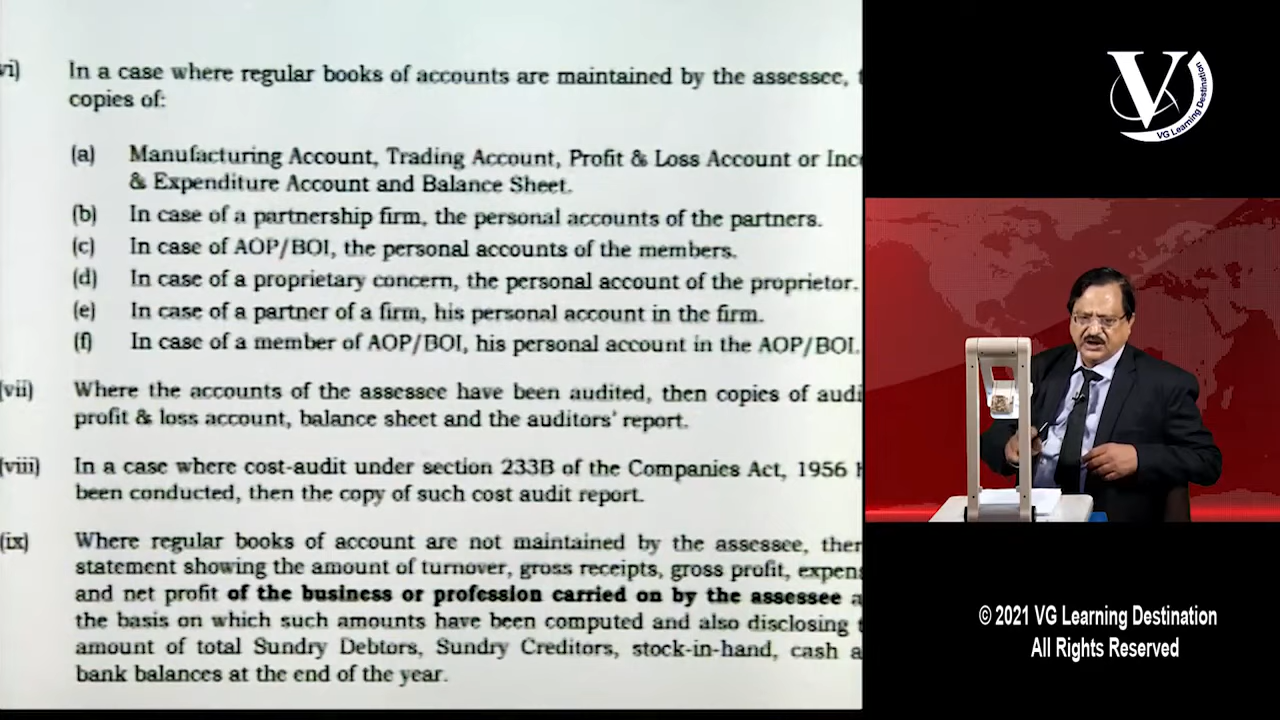 vi) In a case where regular books of accounts are maintained by the assessee,
copies of:
(a) Manufacturing Account, Trading Account, Profit & Loss Account or
& Expenditure Account and Balance Sheet.
(b) In case of a partnership firm, the personal accounts of the partners.
(c) In case of AOP/BOI, the personal accounts of the members.
(d) In case of a proprietary concern, the personal account of the proprietor.
(e) In case of a partner of a firm, his personal account in the firm.
(f) In case of a member of AOP/BOI, his personal account in the AOP/BOI.
(vii) Where the accounts of the assessee have been audited, then copies of
profit & loss account, balance sheet and the auditors' report.
(viii) In a case where cost-audit under section 233B of the Companies Act, 1956
been conducted, then the copy of such cost audit report.
(ix) Where regular books of account are not maintained by the assessee,
statement showing the amount of turnover, gross receipts, gross profit,
and net profit of the business or profession carried on by the assessee
the basis on which such amounts have been computed and also disclosing
amount of total Sundry Debtors, Sundry Creditors, stock-in-hand, cash
bank balances at the end of the year.
V
VG Learning Destination
© 2021 VG Learning Destination
All Rights Reserved